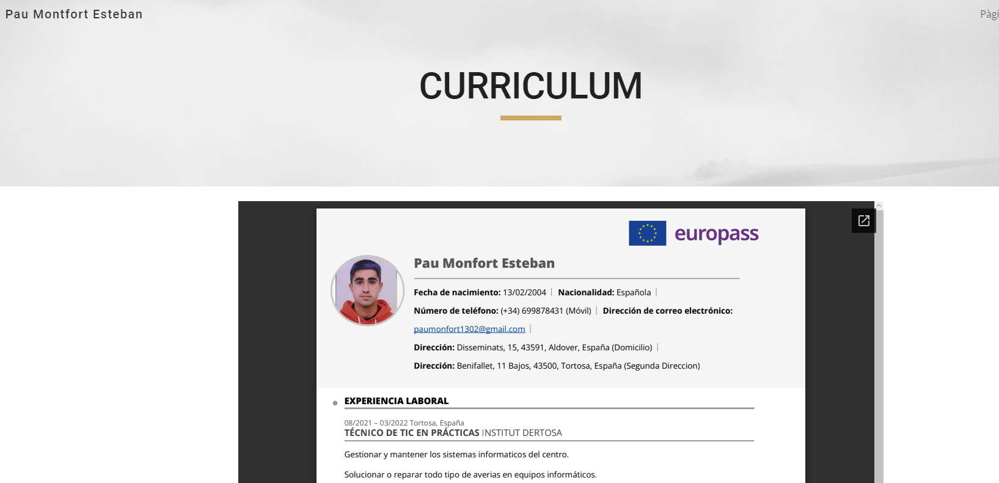 Pau Montfort Esteban
Pàgi
CURRICULUM
europass
Pau Monfort Esteban
Fecha de nacimiento: 13/02/2004 | Nacionalidad: Española |
Número de teléfono: (+34) 699878431 (Móvil) | Dirección de correo electrónico:
paumonfort1302@gmail.com |
Dirección: Disseminats, 15, 43591, Aldover, España (Domicilio) |
Dirección: Benifallet, 11 Bajos, 43500, Tortosa, España (Segunda Direccion)
EXPERIENCIA LABORAL
08/2021 – 03/2022 Tortosa, España
TÉCNICO DE TIC EN PRÁCTICAS INSTITUT DERTOSA
Gestionar y mantener los sistemas informaticos del centro.
Solucionar o reparar todo tipo de averias en equipos informáticos.